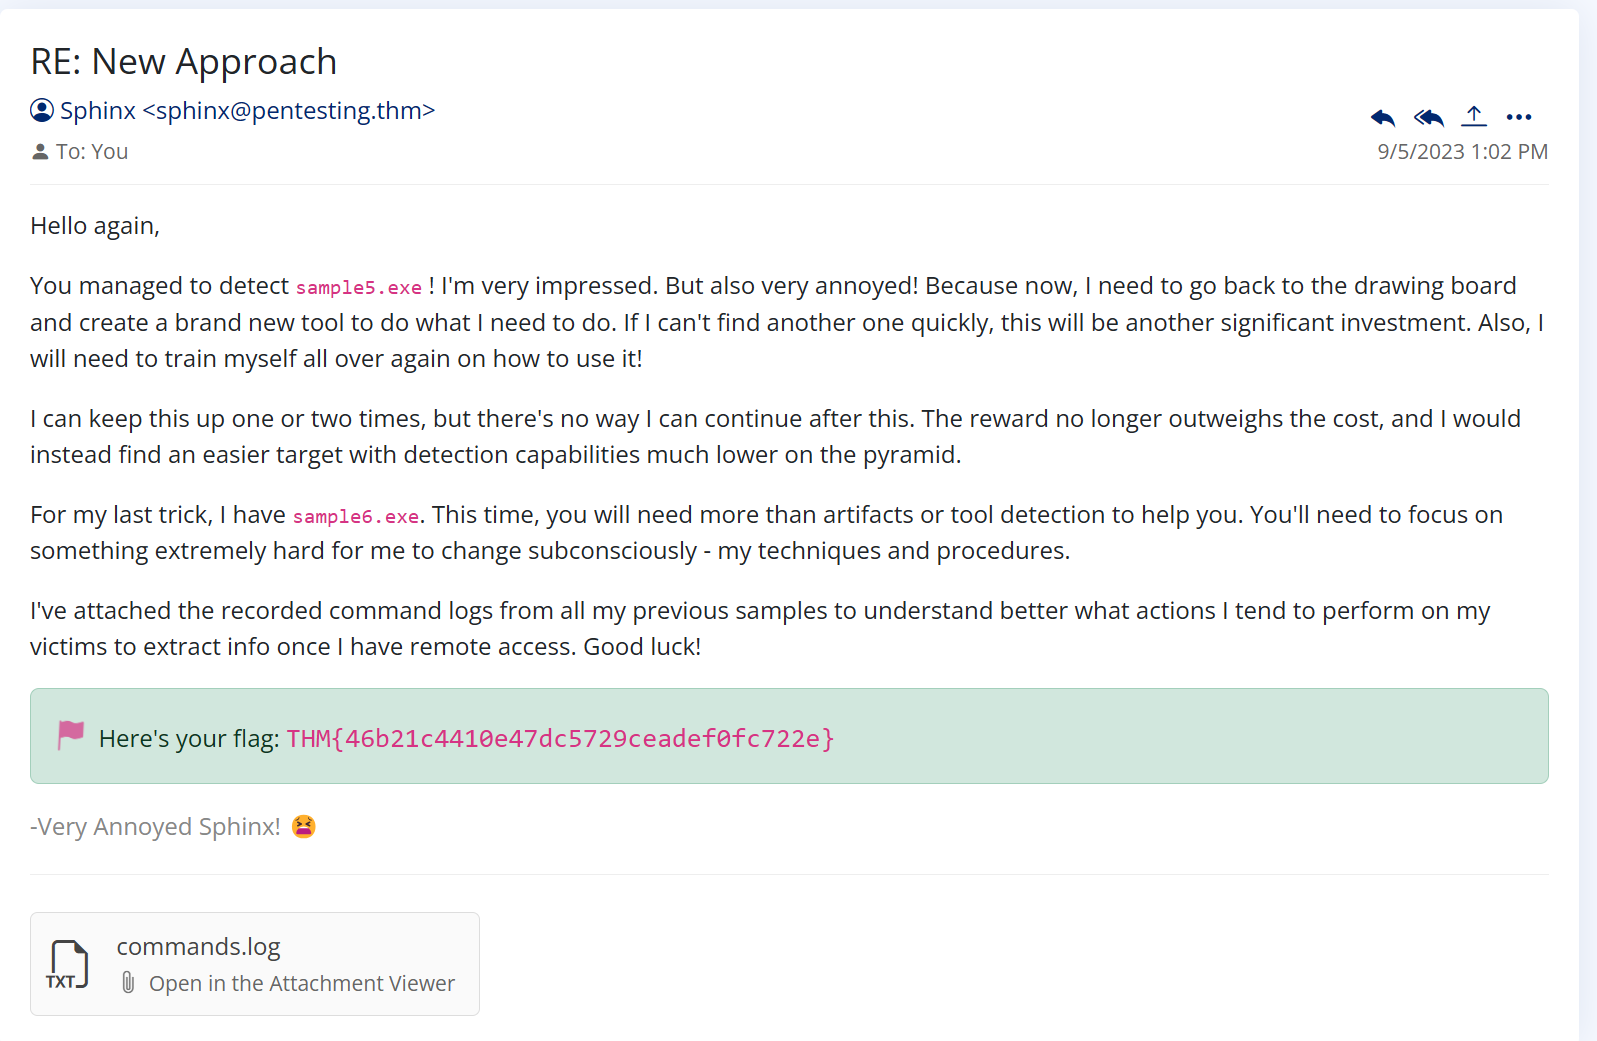 RE: New Approach
Sphinx <sphinx@pentesting.thm>
To: You
9/5/2023 1:02 PM
Hello again,
You managed to detect sample5.exe ! I'm very impressed. But also very annoyed! Because now, I need to go back to the drawing board
and create a brand new tool to do what I need to do. If I can't find another one quickly, this will be another significant investment. Also, I
will need to train myself all over again on how to use it!
I can keep this up one or two times, but there's no way I can continue after this. The reward no longer outweighs the cost, and I would
instead find an easier target with detection capabilities much lower on the pyramid.
For my last trick, I have sample6.exe. This time, you will need more than artifacts or tool detection to help you. You'll need to focus on
something extremely hard for me to change subconsciously - my techniques and procedures.
I've attached the recorded command logs from all my previous samples to understand better what actions I tend to perform on my
victims to extract info once I have remote access. Good luck!
Here's your flag: THM{46b21c4410e47dc5729ceadef0fc722e}
-Very Annoyed Sphinx! 😫
TXT
commands.log
Open in the Attachment Viewer